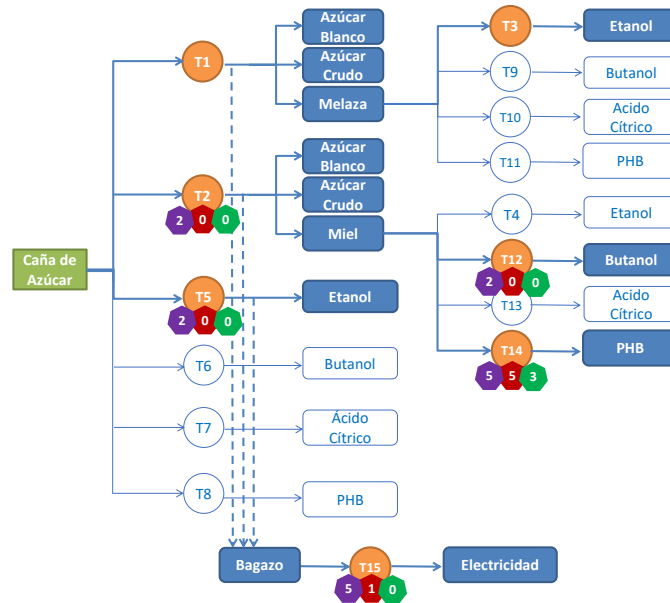 Azúcar
Blanco
T1
Azúcar
Crudo
Melaza
T3
Etanol
T9
Butanol
T10
Acido
Cítrico
T11
PHB
Azúcar
Blanco
T2
2 0 0
Azúcar
Crudo
Miel
T4
Etanol
T12
2 0 0
Butanol
T13
Acido
Cítrico
T14
5 5 3
PHB
Caña de
Azúcar
T5
2 0 0
Etanol
T6
Butanol
T7
Ácido
Cítrico
T8
PHB
Bagazo
T15
5 1 0
Electricidad